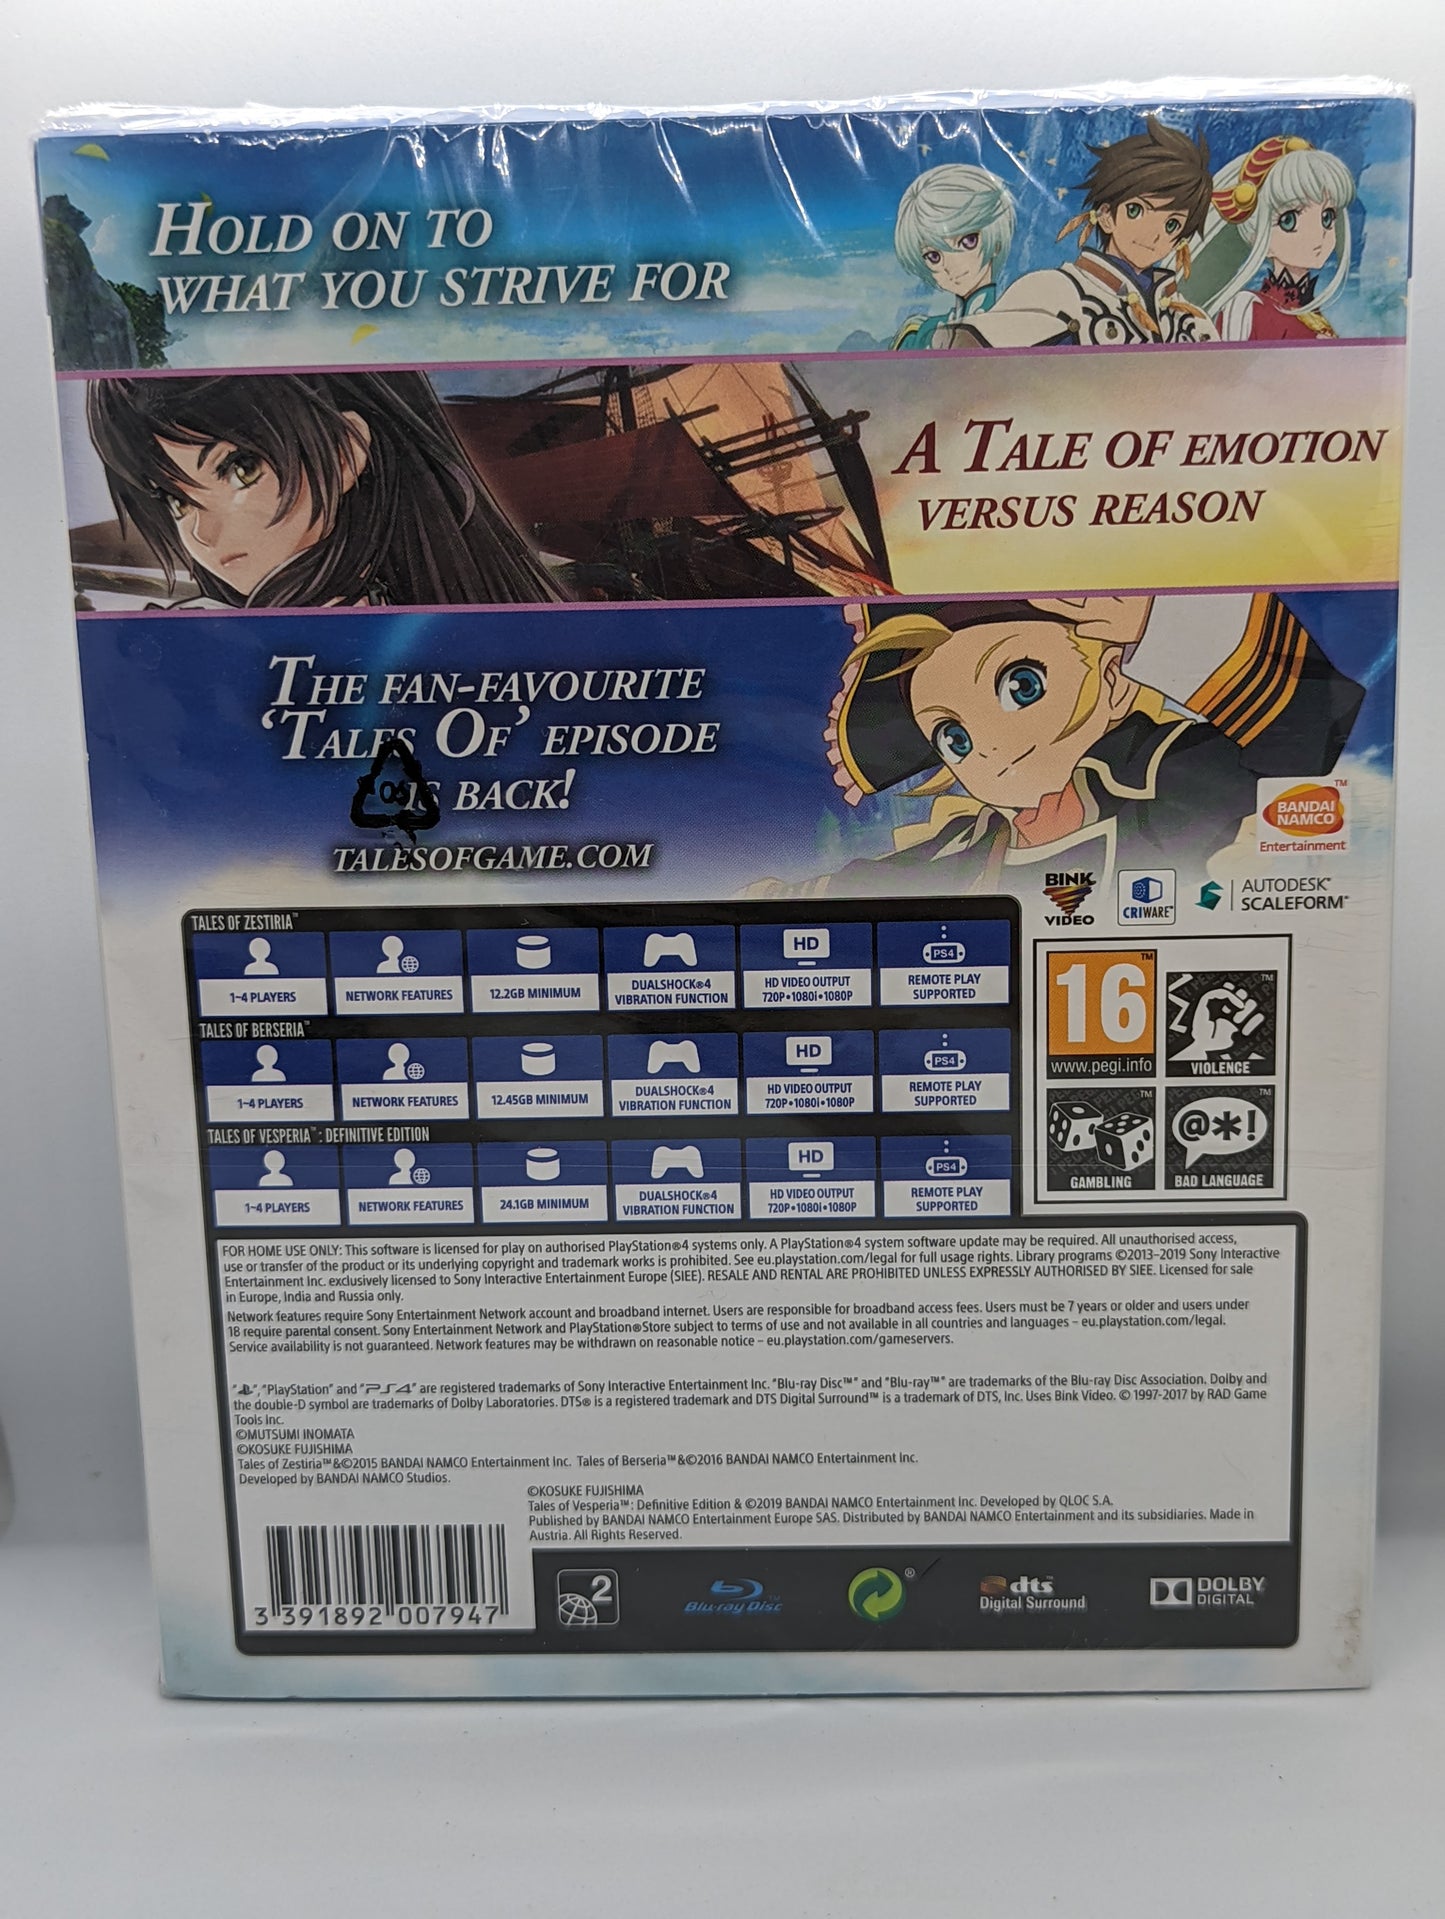 HOLD ON TO
WHAT YOU STRIVE FOR
A TALE OF EMOTION
VERSUS REASON
THE FAN-FAVOURITE
'TALES OF' EPISODE
IS BACK!
TALESOFGAME.COM
BANDAI
NAMCO
Entertainment
BINK
VIDEO
CRIWARE™
AUTODESK®
SCALEFORM®
TALES OF ZESTIRIA™
1-4 PLAYERS
NETWORK FEATURES
12.2GB MINIMUM
DUALSHOCK®4
VIBRATION FUNCTION
HD
HD VIDEO OUTPUT
720P•1080i•1080P
PS4
REMOTE PLAY
SUPPORTED
TALES OF BERSERIA™
1-4 PLAYERS
NETWORK FEATURES
12.45GB MINIMUM
DUALSHOCK®4
VIBRATION FUNCTION
HD
HD VIDEO OUTPUT
720P•1080i•1080P
PS4
REMOTE PLAY
SUPPORTED
TALES OF VESPERIA™: DEFINITIVE EDITION
1-4 PLAYERS
NETWORK FEATURES
24.1GB MINIMUM
DUALSHOCK®4
VIBRATION FUNCTION
HD
HD VIDEO OUTPUT
720P•1080i•1080P
PS4
REMOTE PLAY
SUPPORTED
16
www.pegi.info
VIOLENCE
GAMBLING
@*!
BAD LANGUAGE
FOR HOME USE ONLY: This software is licensed for play on authorised PlayStation®4 systems only. A PlayStation®4 system software update may be required. All unauthorised access,
use or transfer of the product or its underlying copyright and trademark works is prohibited. See eu.playstation.com/legal for full usage rights. Library programs ©2013-2019 Sony Interactive
Entertainment Inc. exclusively licensed to Sony Interactive Entertainment Europe (SIEE). RESALE AND RENTAL ARE PROHIBITED UNLESS EXPRESSLY AUTHORISED BY SIEE. Licensed for sale
in Europe, India and Russia only.
Network features require Sony Entertainment Network account and broadband internet. Users are responsible for broadband access fees. Users must be 7 years or older and users under
18 require parental consent. Sony Entertainment Network and PlayStation®Store subject to terms of use and not available in all countries and languages – eu.playstation.com/legal.
Service availability is not guaranteed. Network features may be withdrawn on reasonable notice – eu.playstation.com/gameservers.
"", "PlayStation" and "PS4" are registered trademarks of Sony Interactive Entertainment Inc. "Blu-ray Disc™" and "Blu-ray™" are trademarks of the Blu-ray Disc Association. Dolby and
the double-D symbol are trademarks of Dolby Laboratories. DTS® is a registered trademark and DTS Digital Surround™ is a trademark of DTS, Inc. Uses Bink Video. © 1997-2017 by RAD Game
Tools Inc.
©MUTSUMI INOMATA
©KOSUKE FUJISHIMA
Tales of Zestiria™&©2015 BANDAI NAMCO Entertainment Inc. Tales of Berseria™&©2016 BANDAI NAMCO Entertainment Inc.
Developed by BANDAI NAMCO Studios.
©KOSUKE FUJISHIMA
Tales of Vesperia™: Definitive Edition & ©2019 BANDAI NAMCO Entertainment Inc. Developed by QLOC S.A.
Published by BANDAI NAMCO Entertainment Europe SAS. Distributed by BANDAI NAMCO Entertainment and its subsidiaries. Made in
Austria. All Rights Reserved.
3 391892 007947
2
Blu-ray Disc
dts
Digital Surround
DOLBY
DIGITAL